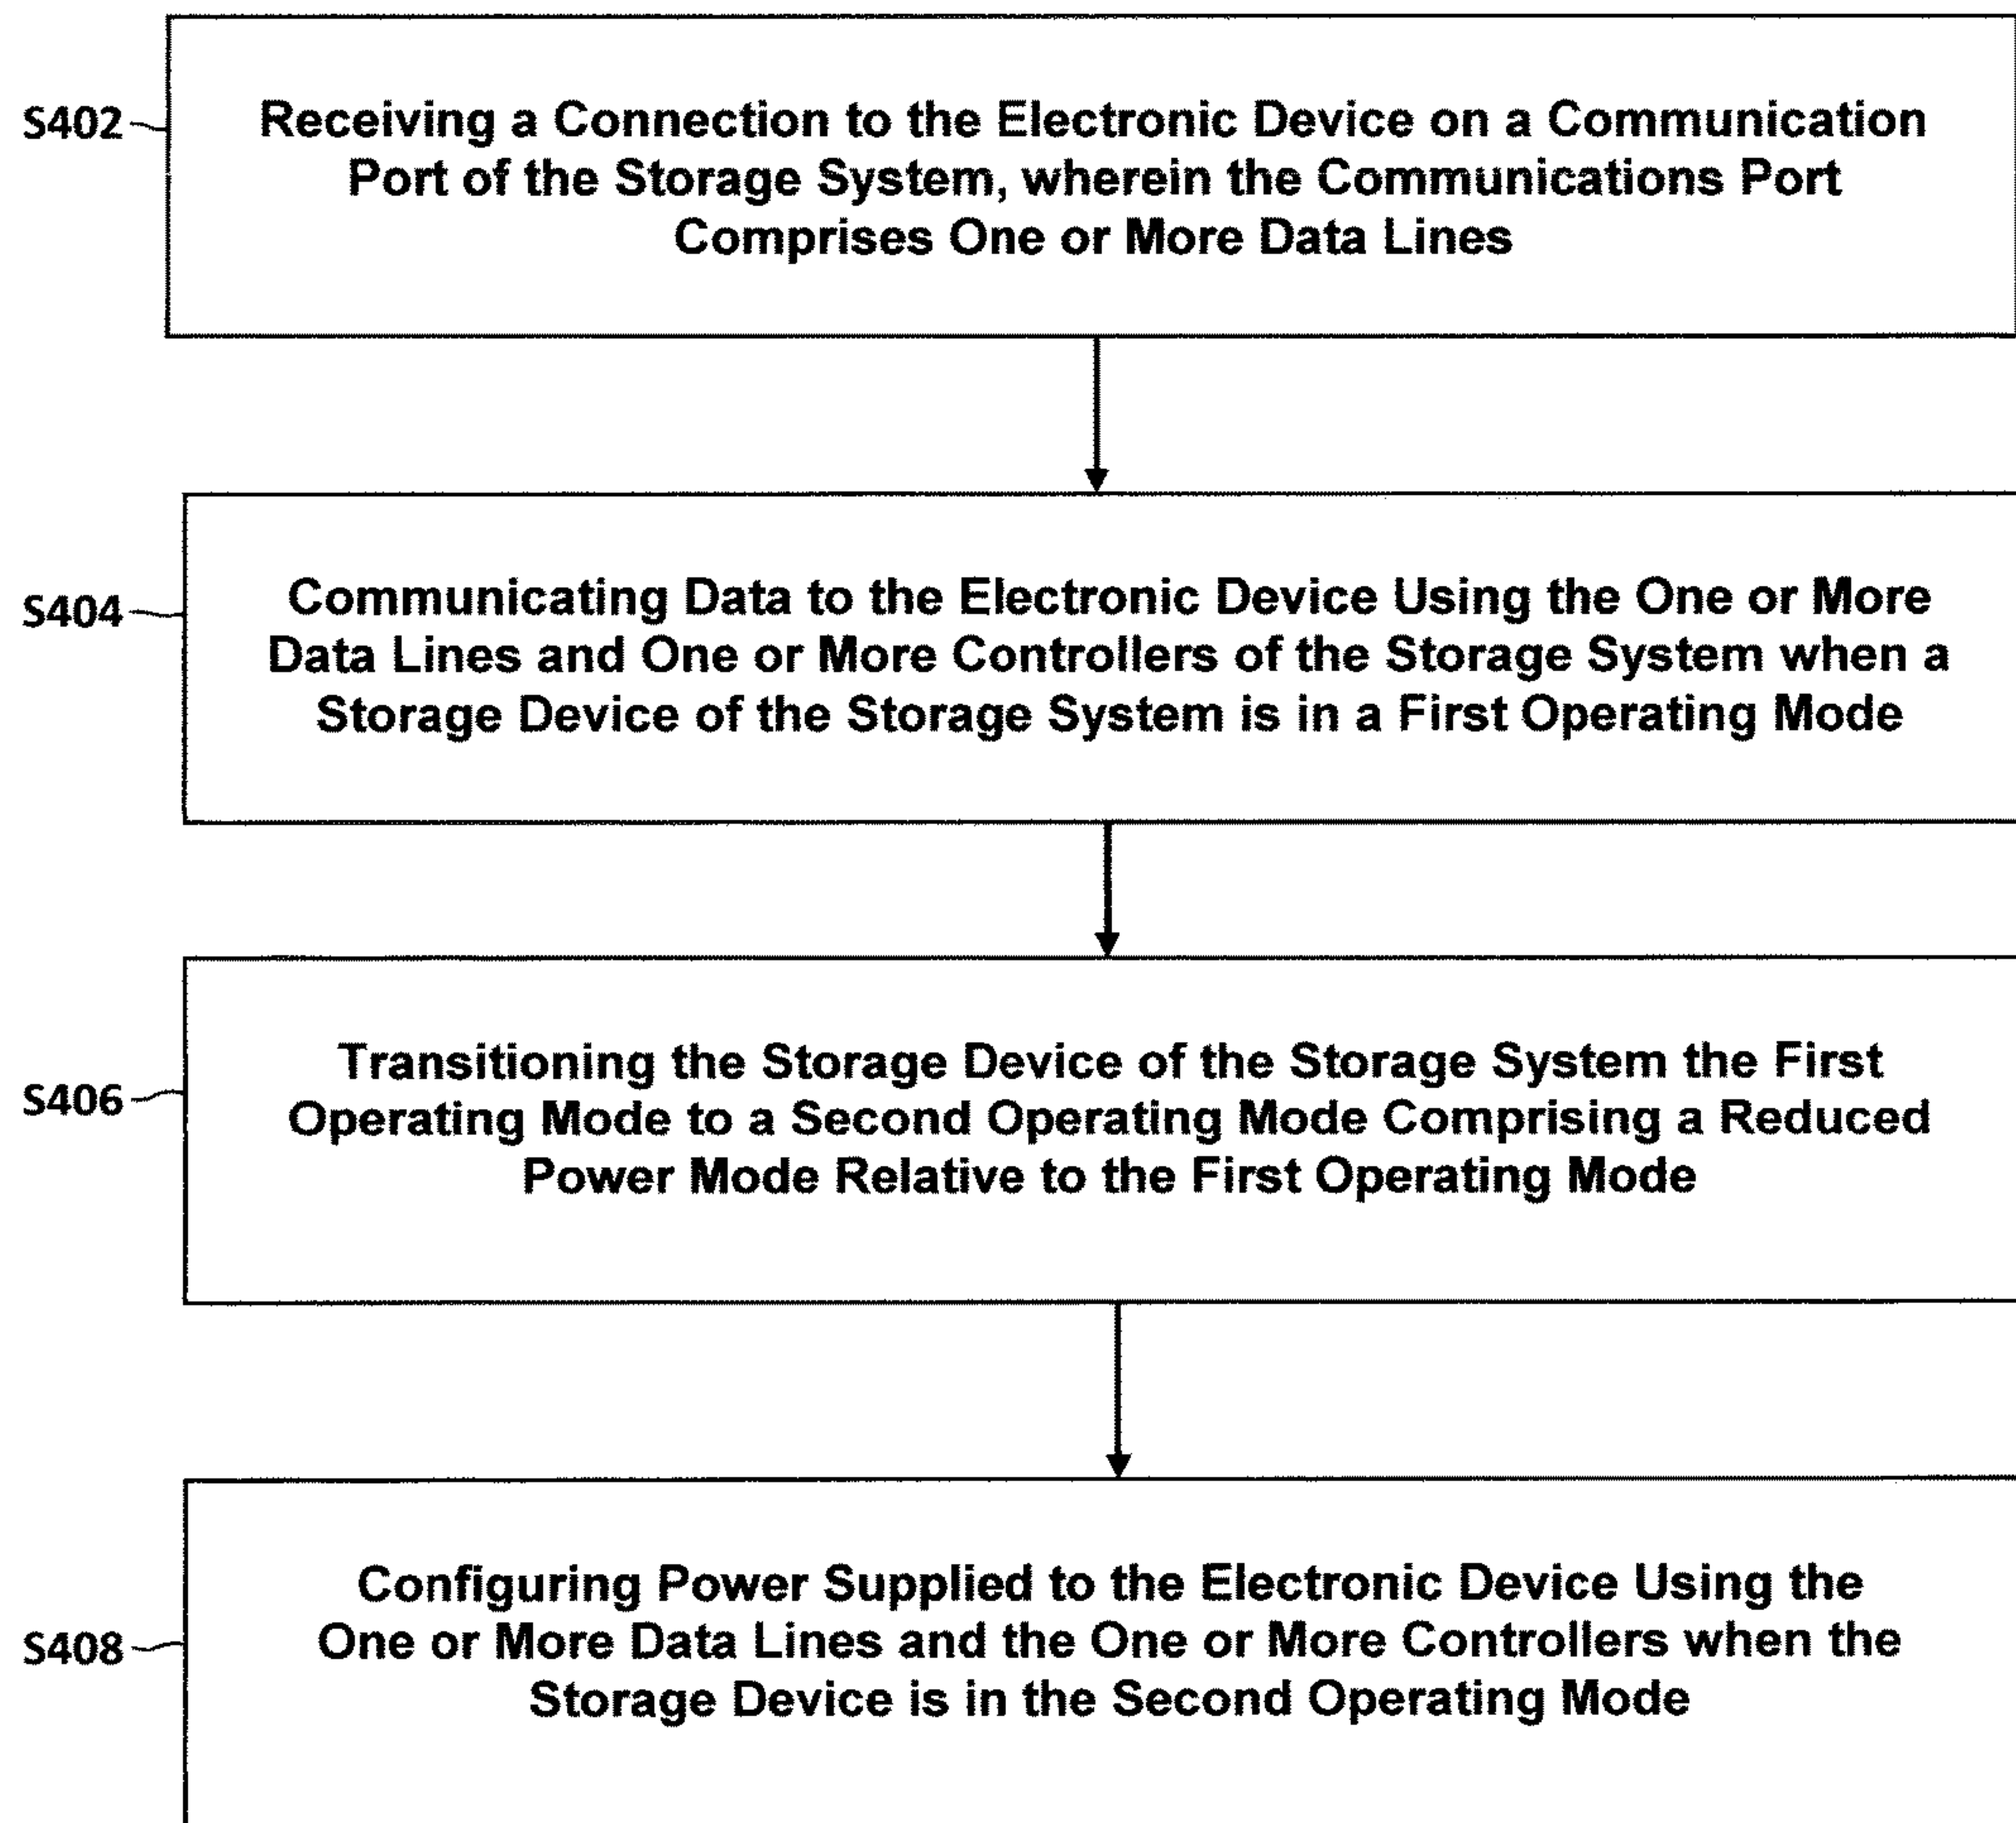 S402
Receiving a Connection to the Electronic Device on a Communication
Port of the Storage System, wherein the Communications Port
Comprises One or More Data Lines
S404
Communicating Data to the Electronic Device Using the One or More
Data Lines and One or More Controllers of the Storage System when a
Storage Device of the Storage System is in a First Operating Mode
S406
Transitioning the Storage Device of the Storage System the First
Operating Mode to a Second Operating Mode Comprising a Reduced
Power Mode Relative to the First Operating Mode
S408
Configuring Power Supplied to the Electronic Device Using the
One or More Data Lines and the One or More Controllers when the
Storage Device is in the Second Operating Mode